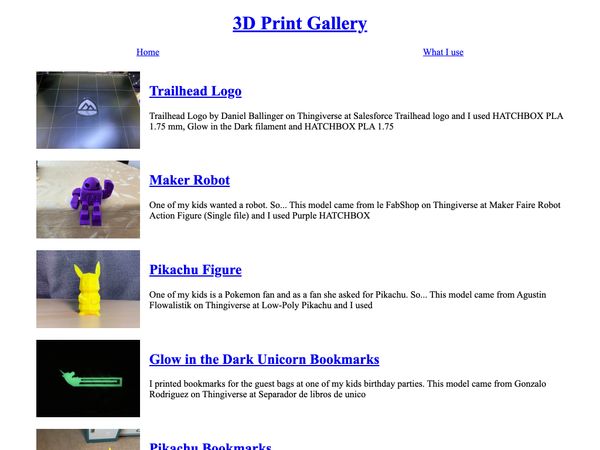 3D Print Gallery
Home
What I use
Trailhead Logo
Trailhead Logo by Daniel Ballinger on Thingiverse at Salesforce Trailhead logo and I used HATCHBOX PLA
1.75 mm, Glow in the Dark filament and HATCHBOX PLA 1.75
Maker Robot
One of my kids wanted a robot. So... This model came from le FabShop on Thingiverse at Maker Faire Robot
Action Figure (Single file) and I used Purple HATCHBOX
Pikachu Figure
One of my kids is a Pokemon fan and as a fan she asked for Pikachu. So... This model came from Agustin
Flowalistik on Thingiverse at Low-Poly Pikachu and I used
Glow in the Dark Unicorn Bookmarks
I printed bookmarks for the guest bags at one of my kids birthday parties. This model came from Gonzalo
Rodriguez on Thingiverse at Separador de libros de unico
Pikachu Bookmarks